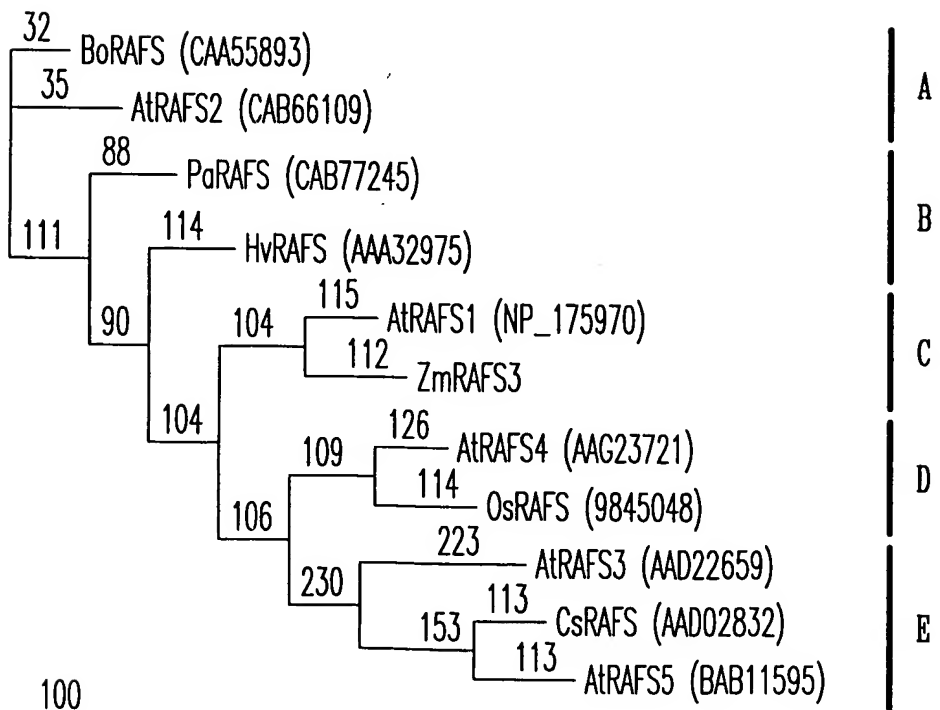 32
BoRAFS (CAA55893)
35
AtRAFS2 (CAB66109)
A
88
PaRAFS (CAB77245)
111
114
HvRAFS (AAA32975)
B
90
115
AtRAFS1 (NP_175970)
104
112
ZmRAFS3
C
104
126
AtRAFS4 (AAG23721)
109
114
OsRAFS (9845048)
D
106
223
AtRAFS3 (AAD22659)
230
113
CsRAFS (AAD02832)
153
113
AtRAFS5 (BAB11595)
E
100